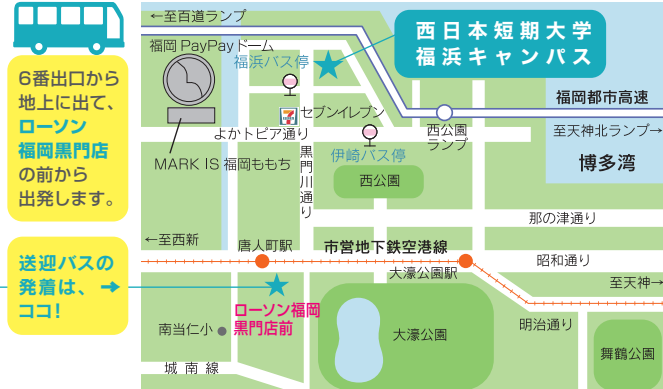 6番出口から
地上に出て、
ローソン
福岡黒門店
の前から
出発します。
送迎バスの
発着は、
ココ！
←至百道ランプ
福岡PayPayドーム
福浜バス停
西日本短期大学
福浜キャンパス
セブンイレブン
よかトピア通り
MARK IS 福岡ももち
黒門川通り
伊崎バス停
西公園
西公園
ランプ
福岡都市高速
至天神北ランプ→
博多湾
那の津通り
←至西新
唐人町駅
市営地下鉄空港線
大濠公園駅
昭和通り
至天神→
ローソン福岡
黒門店前
南当仁小
城南線
大濠公園
明治通り
舞鶴公園